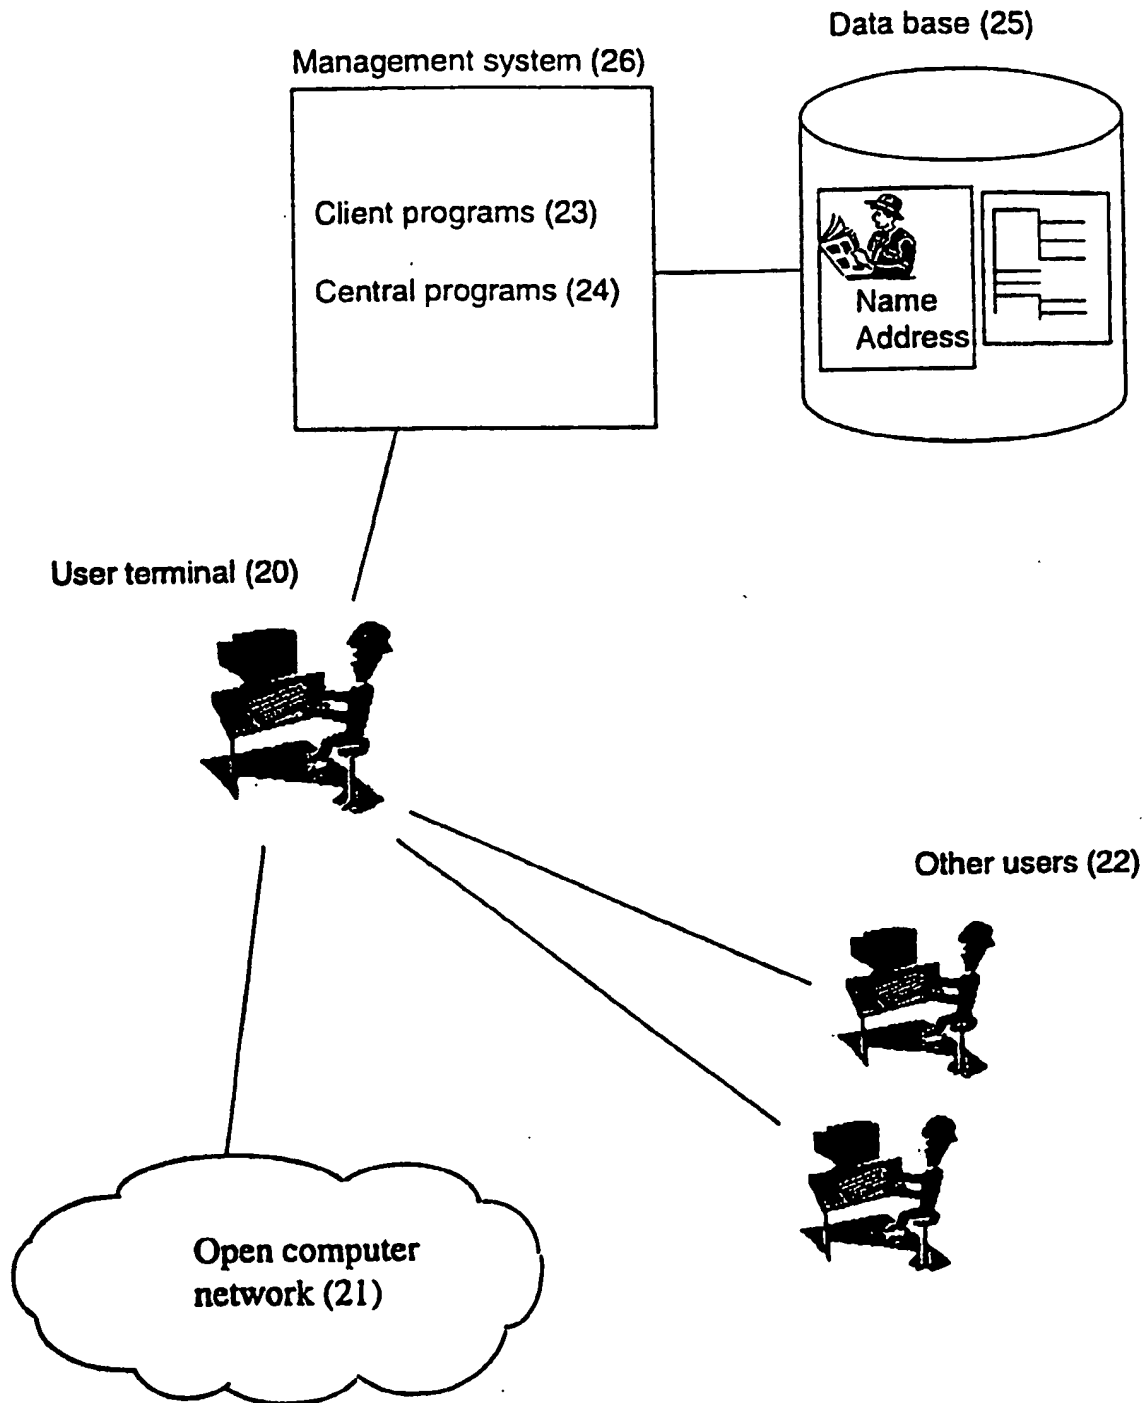 Data base (25)
Management system (26)
Client programs (23)
Central programs (24)
Name
Address
User terminal (20)
Other users (22)
Open computer
network (21)